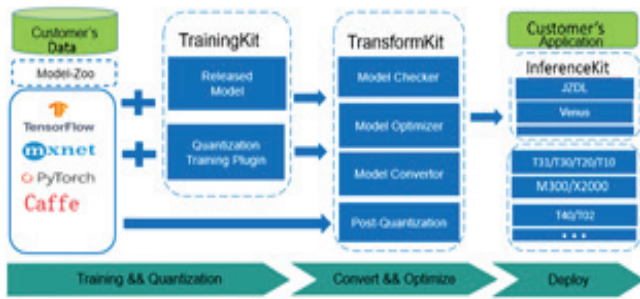 Customer's
Data
Model-Zoo
TensorFlow
mxnet
PyTorch
Caffe
TrainingKit
Released
Model
Quantization
Training Plugin
TransformKit
Model Checker
Model Optimizer
Model Convertor
Post-Quantization
Customer's
Application
InferenceKit
JZDL
Venus
T31/T30/T20/T10
M300/X2000
T40/T02
• • •
Training && Quantization
Convert && Optimize
Deploy